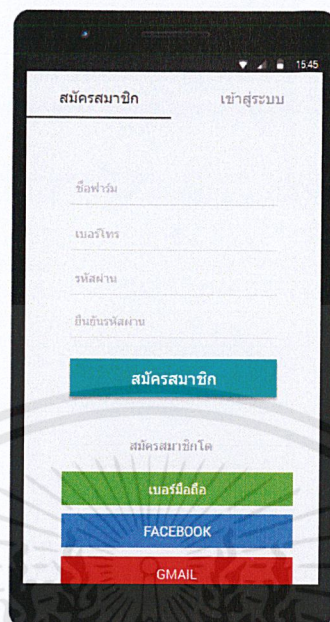 15:45
สมัครสมาชิก เข้าสู่ระบบ
ชื่อฟาร์ม
เบอร์โทร
รหัสผ่าน
ยืนยันรหัสผ่าน
สมัครสมาชิก
สมัครสมาชิกโด
เบอร์มือถือ
FACEBOOK
GMAIL